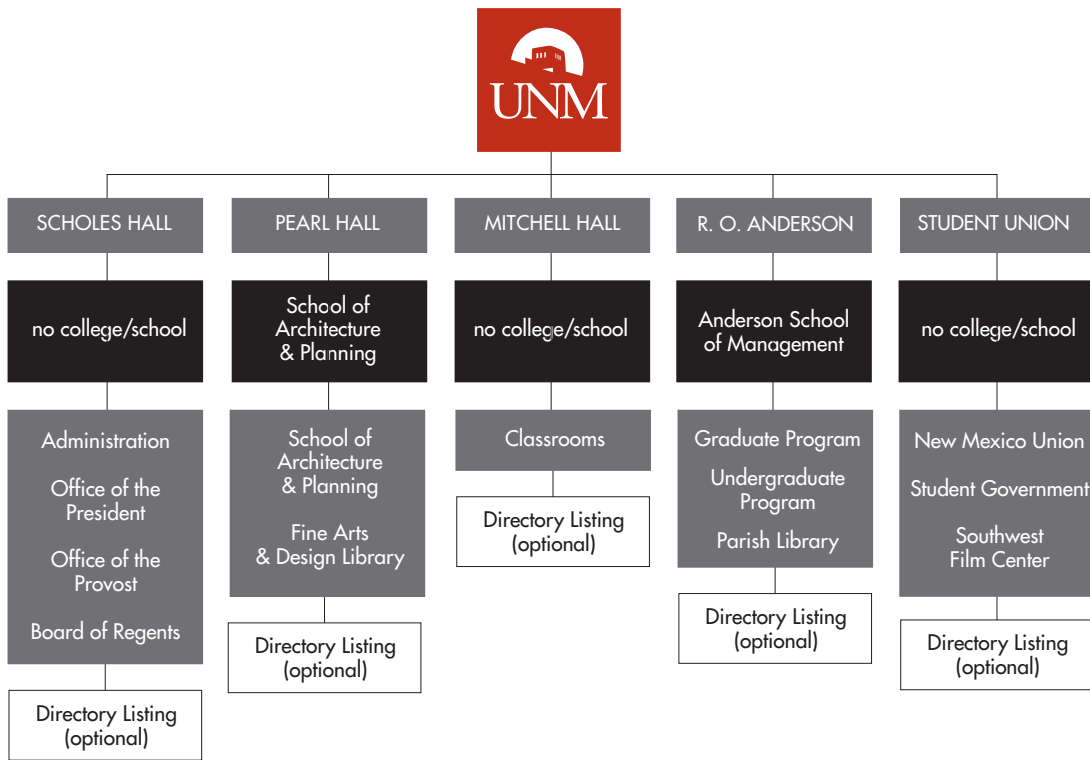 UNM
SCHOLES HALL
no college/school
Administration
Office of the
President
Office of the
Provost
Board of Regents
Directory Listing
(optional)
PEARL HALL
School of
Architecture
& Planning
School of
Architecture
& Planning
Fine Arts
& Design Library
Directory Listing
(optional)
MITCHELL HALL
no college/school
Classrooms
Directory Listing
(optional)
R. O. ANDERSON
Anderson School
of Management
Graduate Program
Undergraduate
Program
Parish Library
Directory Listing
(optional)
STUDENT UNION
no college/school
New Mexico Union
Student Government
Southwest
Film Center
Directory Listing
(optional)